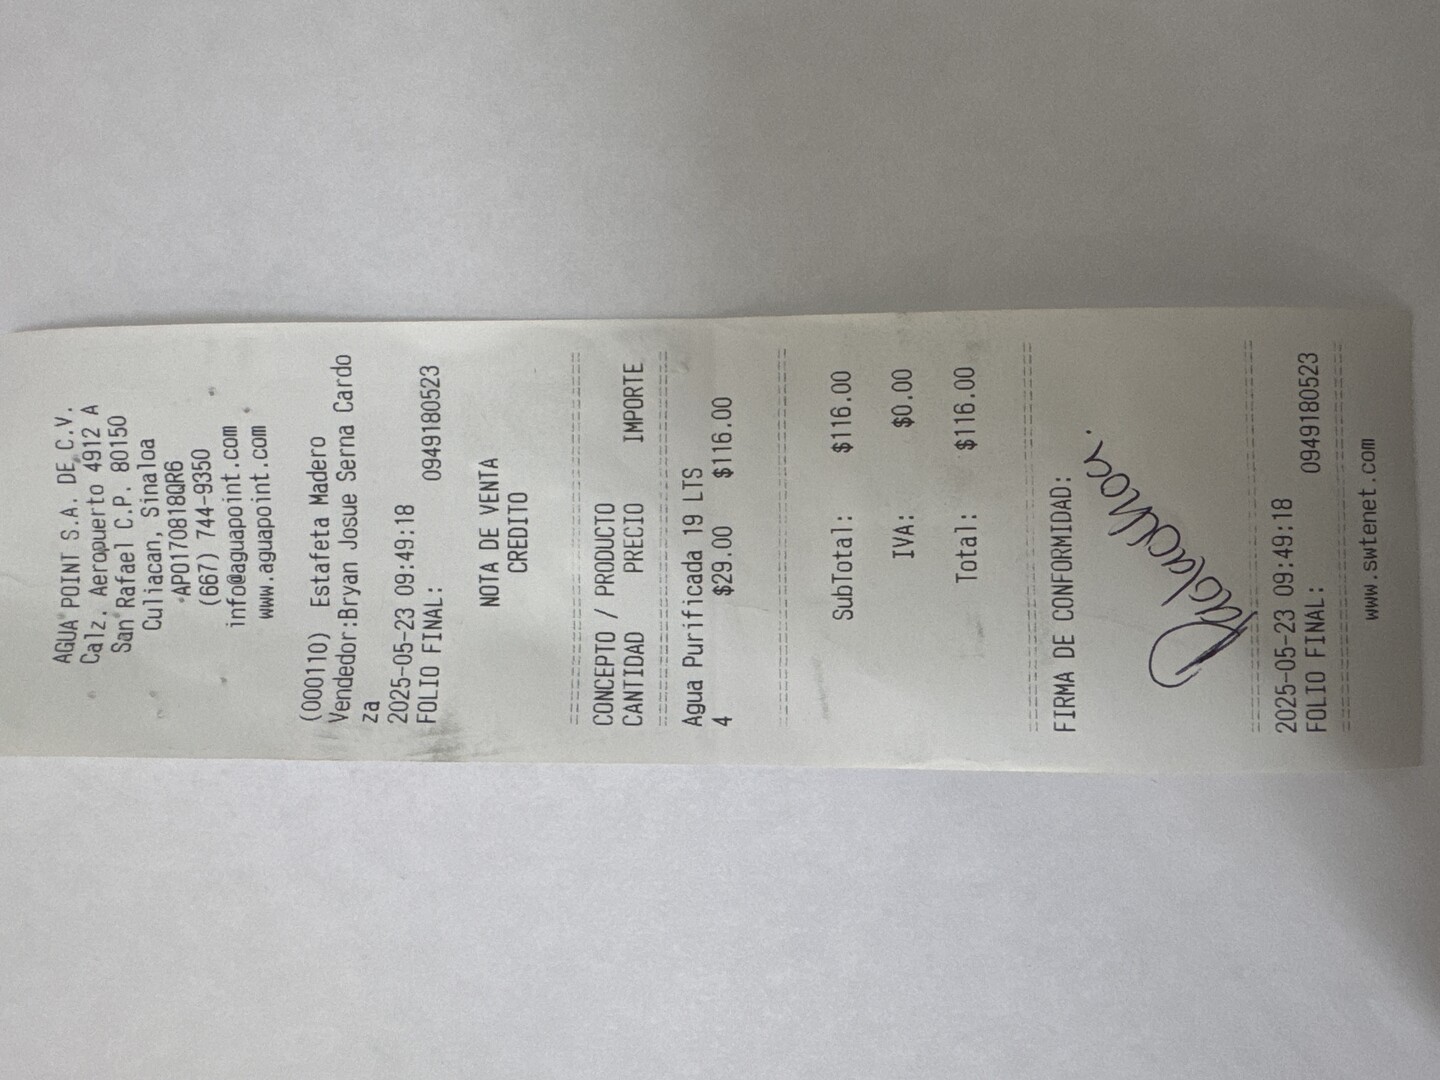 AGUA POINT S.A. DE C.V.
Calz. Aeropuerto 4912 A
San Rafael C.P. 80150
Culiacan, Sinaloa
APO170818QR6
(667) 744-9350
info@aguapoint.com
www.aguapoint.com
(000110) Estafeta Madero
Vendedor:Bryan Josue Serna Cardo
za
2025-05-23 09:49:18
FOLIO FINAL: 0949180523
NOTA DE VENTA
CREDITO
CONCEPTO / PRODUCTO
CANTIDAD PRECIO IMPORTE
Agua Purificada 19 LTS
4 $29.00 $116.00
SubTotal: $116.00
IVA: $0.00
Total: $116.00
FIRMA DE CONFORMIDAD:
2025-05-23 09:49:18
FOLIO FINAL: 0949180523
www.swtenet.com